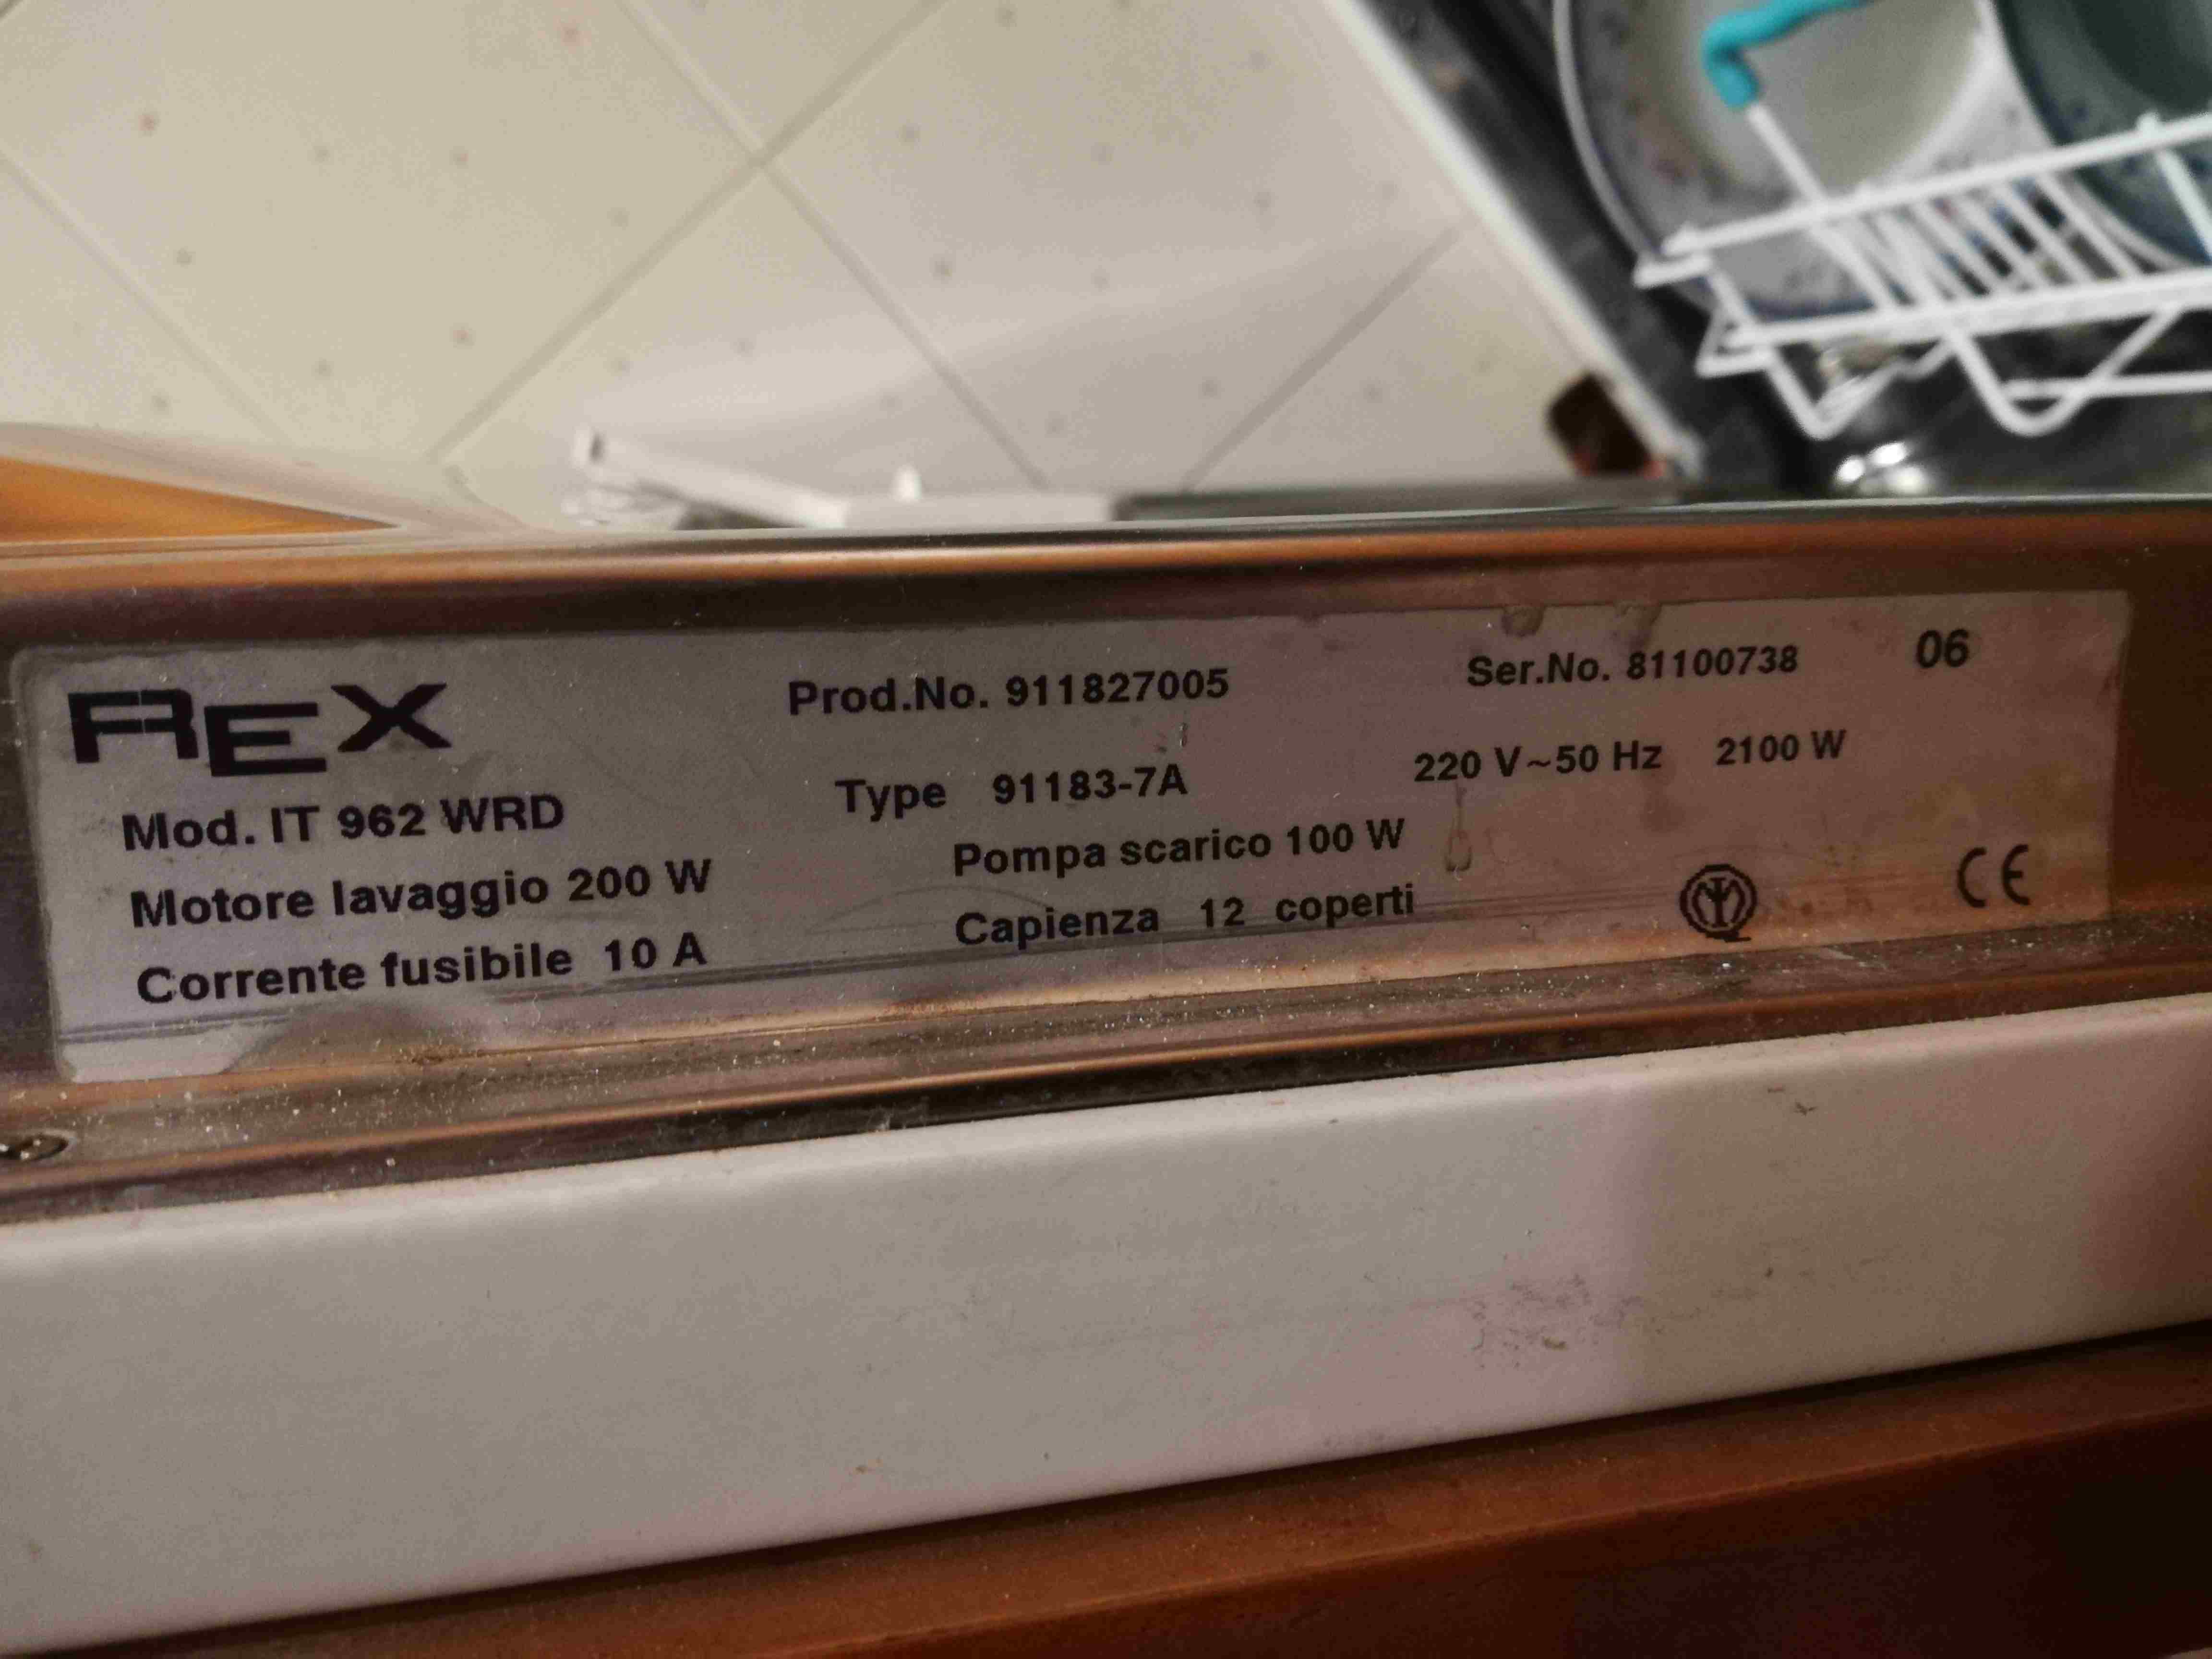 REX Prod.No. 911827005 Ser.No. 81100738 06
Mod. IT 962 WRD Type 91183-7A 220 V~50 Hz 2100 W
Motore lavaggio 200 W Pompa scarico 100 W
Corrente fusibile 10 A Capienza 12 coperti CE